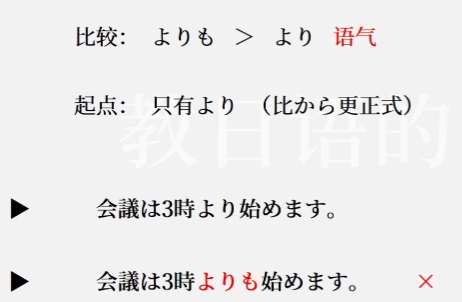 比较： よりも ＞ より 语气
起点： 只有より （比から更正式）
教日语的
▶ 会議は3時より始めます。
▶ 会議は3時よりも始めます。 ×